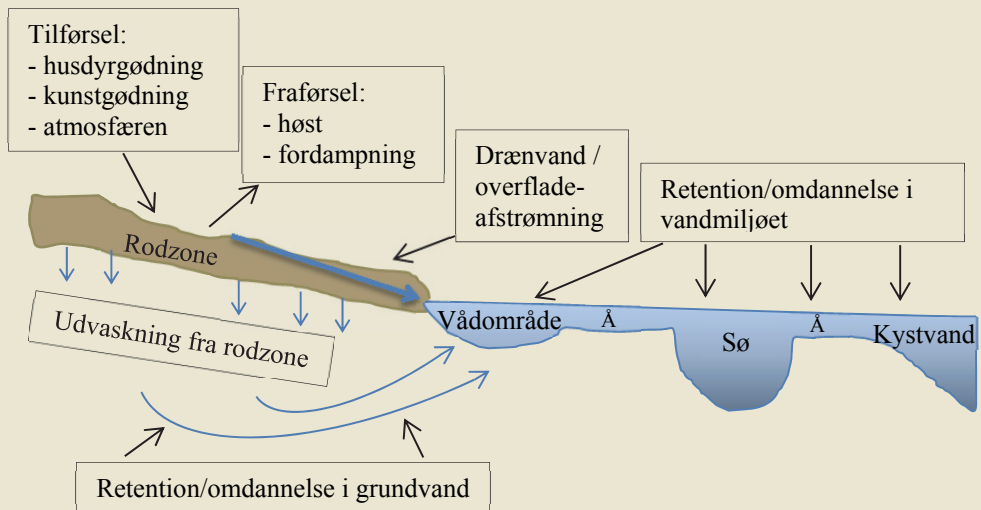 Tilførsel:
- husdyrgødning
- kunstgødning
- atmosfæren
Fraførsel:
- høst
- fordampning
Drænvand /
overflade-
afstrømning
Retention/omdannelse i
vandmiljøet
Rodzone
Udvaskning fra rodzone
Vådområde
Å
Sø
Å
Kystvand
Retention/omdannelse i grundvand